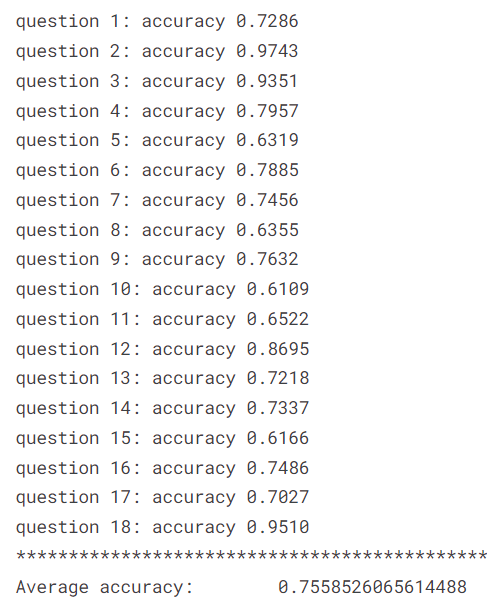 question 1: accuracy 0.7286
question 2: accuracy 0.9743
question 3: accuracy 0.9351
question 4: accuracy 0.7957
question 5: accuracy 0.6319
question 6: accuracy 0.7885
question 7: accuracy 0.7456
question 8: accuracy 0.6355
question 9: accuracy 0.7632
question 10: accuracy 0.6109
question 11: accuracy 0.6522
question 12: accuracy 0.8695
question 13: accuracy 0.7218
question 14: accuracy 0.7337
question 15: accuracy 0.6166
question 16: accuracy 0.7486
question 17: accuracy 0.7027
question 18: accuracy 0.9510
*********************************************
Average accuracy:        0.7558526065614488